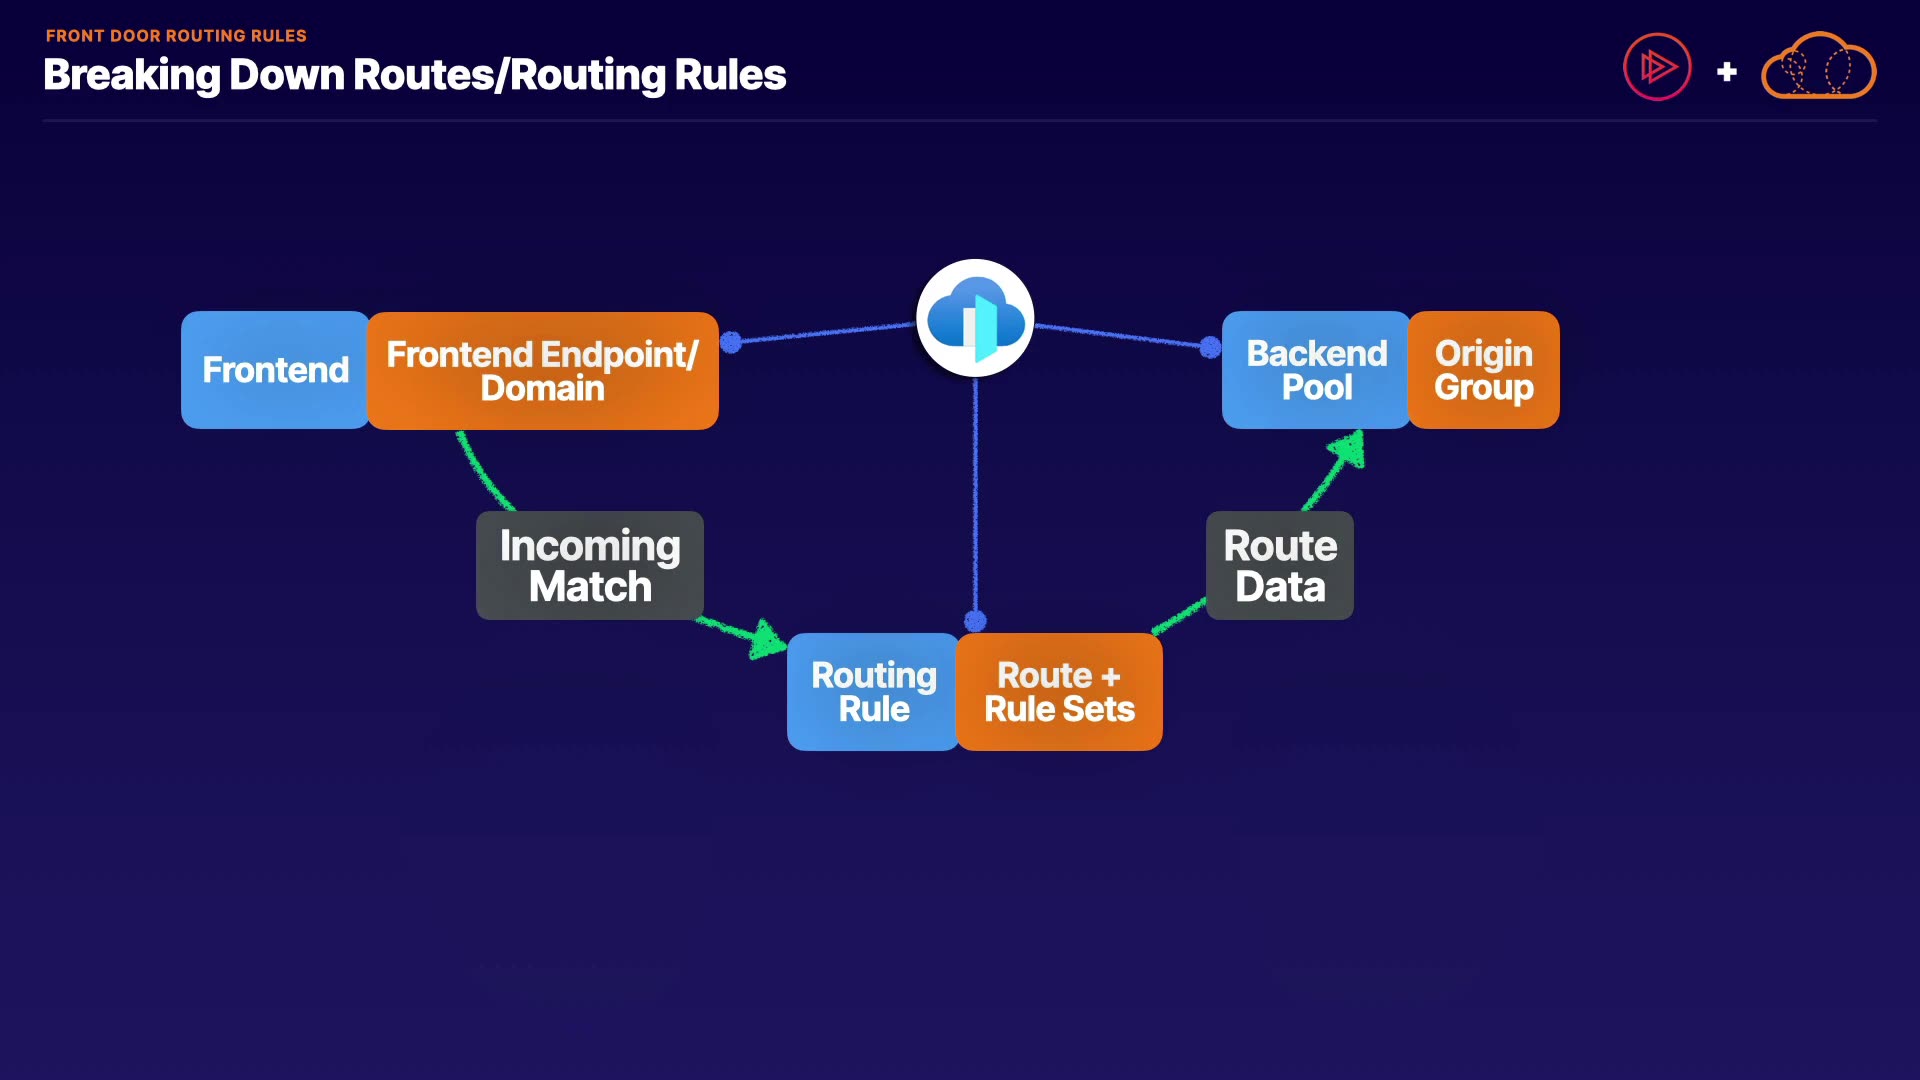 FRONT DOOR ROUTING RULES
Breaking Down Routes/Routing Rules
+
Frontend
Frontend Endpoint/
Domain
Backend
Pool
Origin
Group
Incoming
Match
Route
Data
Routing
Rule
Route +
Rule Sets